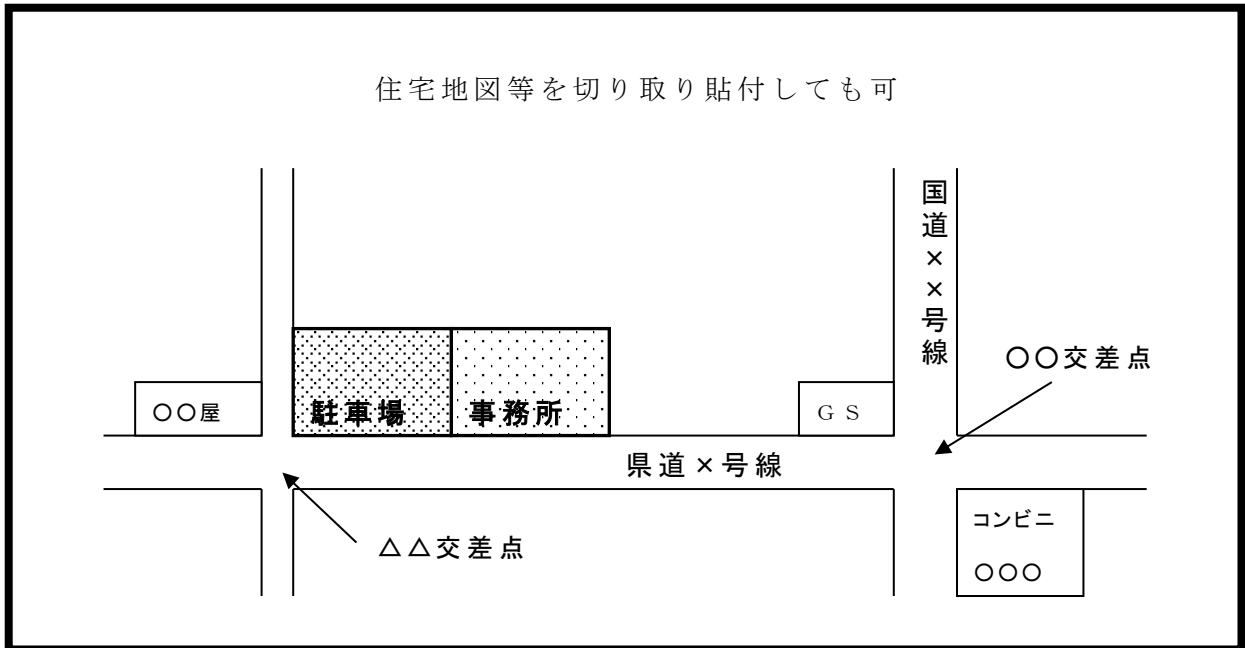 住宅地図等を切り取り貼付しても可
国道××号線
〇〇交差点
〇〇屋
駐車場
事務所
ＧＳ
県道×号線
コンビニ
〇〇〇
△△交差点